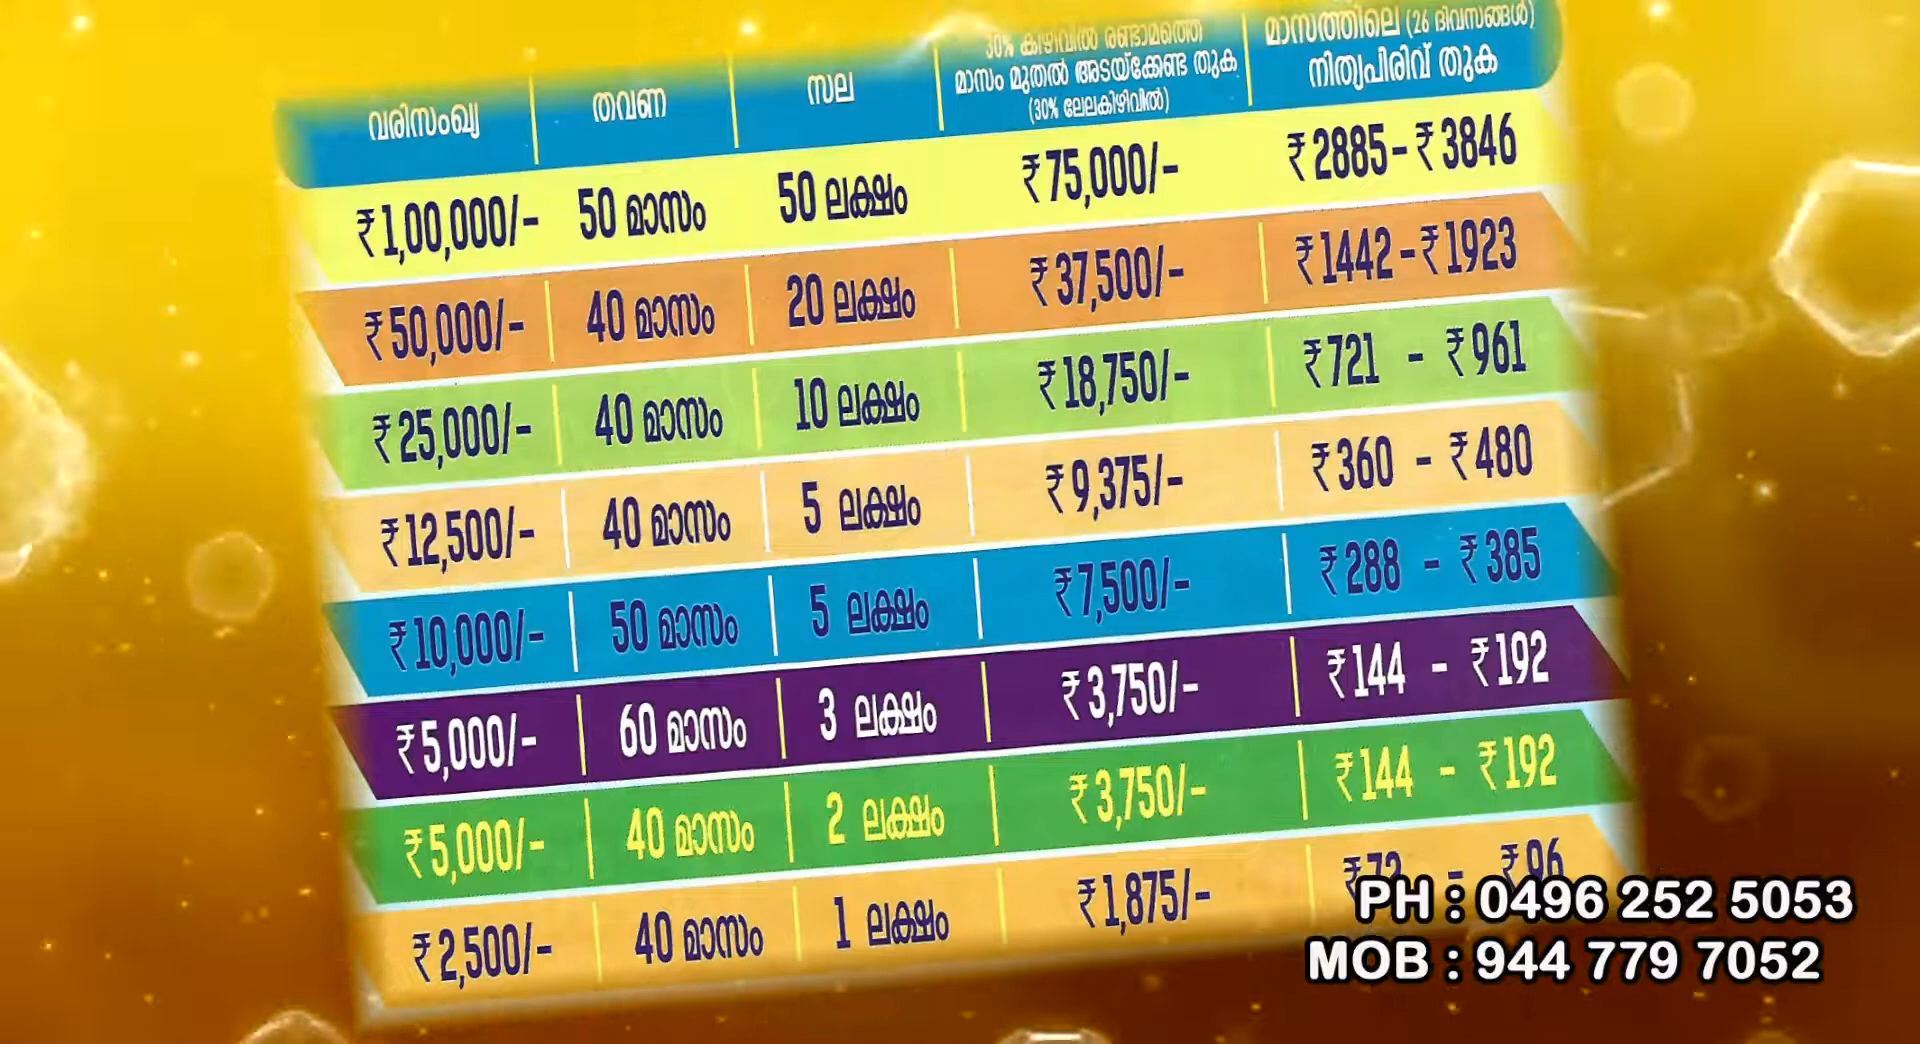 വരിസംഖ്യ തവണ സല 30% കിഴിവിൽ രണ്ടാമത്തെ മാസം മുതൽ അടയ്ക്കേണ്ട തുക (30% ലേലകിഴിവിൽ) മാസത്തിലെ (26 ദിവസങ്ങൾ) നിത്യപിരിവ് തുക
₹1,00,000/- 50 മാസം 50 ലക്ഷം ₹75,000/- ₹2885-₹3846
₹50,000/- 40 മാസം 20 ലക്ഷം ₹37,500/- ₹1442-₹1923
₹25,000/- 40 മാസം 10 ലക്ഷം ₹18,750/- ₹721 - ₹961
₹12,500/- 40 മാസം 5 ലക്ഷം ₹9,375/- ₹360 - ₹480
₹10,000/- 50 മാസം 5 ലക്ഷം ₹7,500/- ₹288 - ₹385
₹5,000/- 60 മാസം 3 ലക്ഷം ₹3,750/- ₹144 - ₹192
₹5,000/- 40 മാസം 2 ലക്ഷം ₹3,750/- ₹144 - ₹192
₹2,500/- 40 മാസം 1 ലക്ഷം ₹1,875/- ₹72 - ₹96
PH : 0496 252 5053
MOB : 944 779 7052